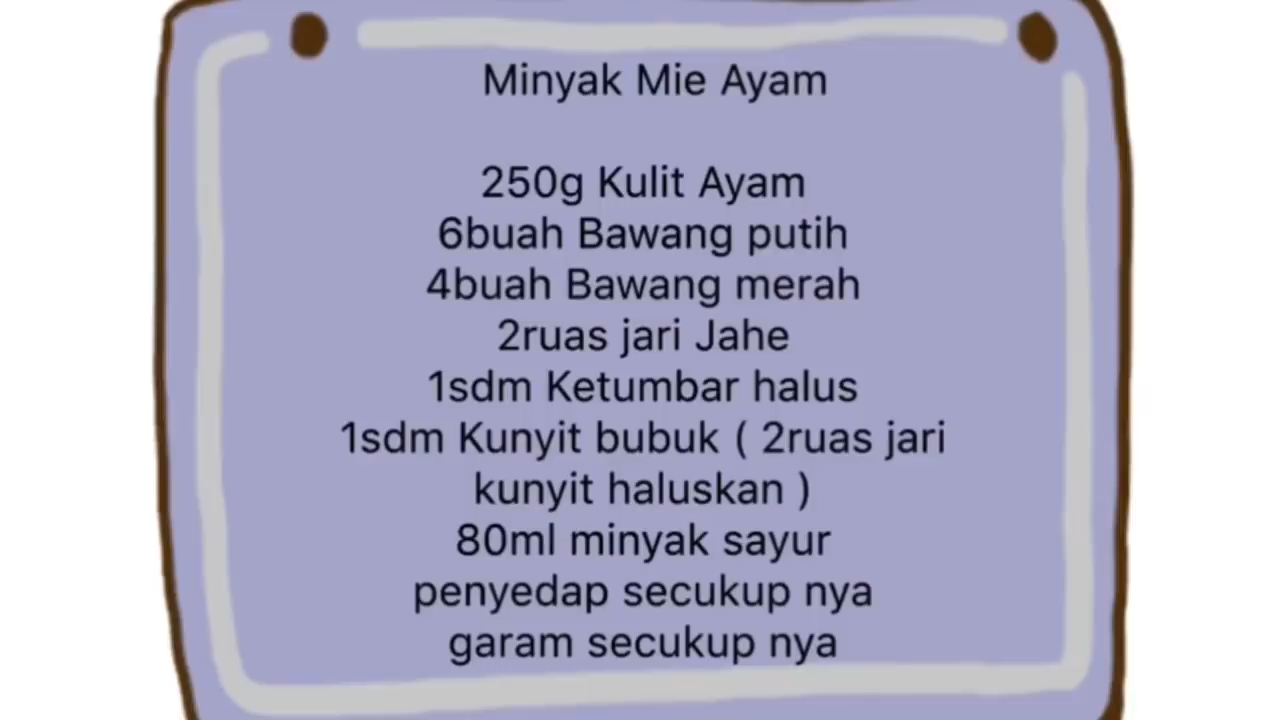 Minyak Mie Ayam
250g Kulit Ayam
6buah Bawang putih
4buah Bawang merah
2ruas jari Jahe
1sdm Ketumbar halus
1sdm Kunyit bubuk ( 2ruas jari
kunyit haluskan )
80ml minyak sayur
penyedap secukup nya
garam secukup nya